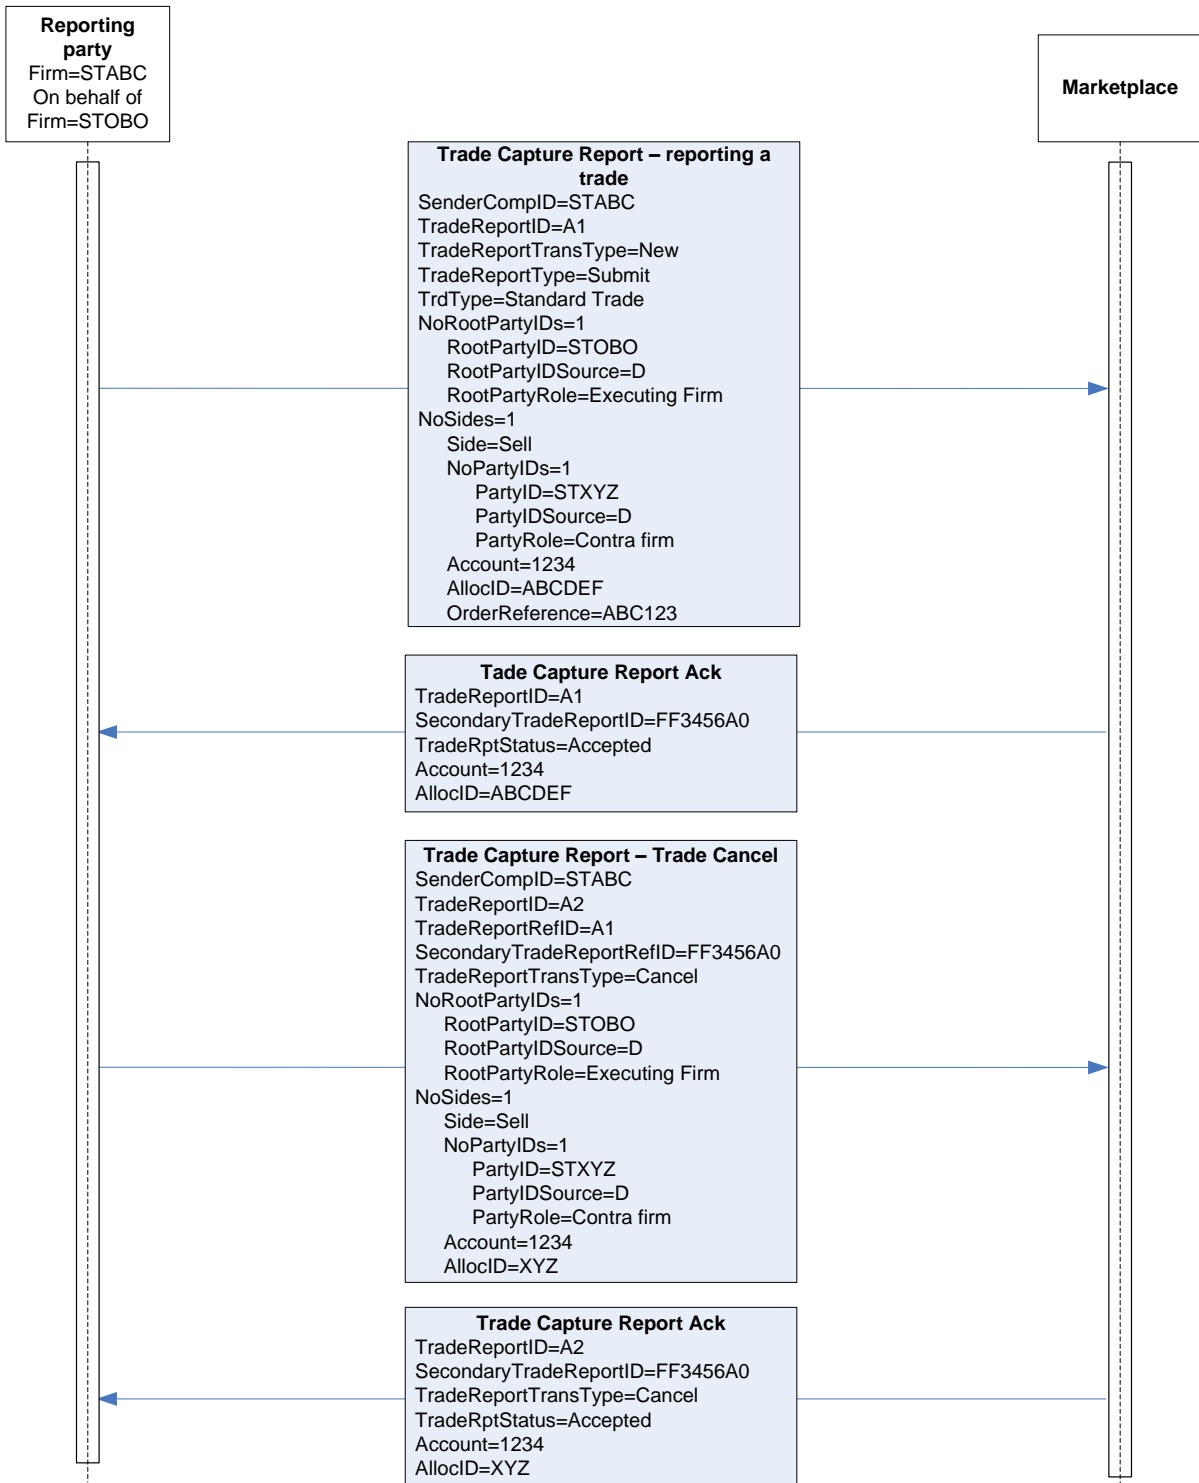 Reporting
party
Firm=STABC
On behalf of
Firm=STOBO
Marketplace
Trade Capture Report – reporting a
trade
SenderCompID=STABC
TradeReportID=A1
TradeReportTransType=New
TradeReportType=Submit
TrdType=Standard Trade
NoRootPartyIDs=1
RootPartyID=STOBO
RootPartyIDSource=D
RootPartyRole=Executing Firm
NoSides=1
Side=Sell
NoPartyIDs=1
PartyID=STXYZ
PartyIDSource=D
PartyRole=Contra firm
Account=1234
AllocID=ABCDEF
OrderReference=ABC123
Tade Capture Report Ack
TradeReportID=A1
SecondaryTradeReportID=FF3456A0
TradeRptStatus=Accepted
Account=1234
AllocID=ABCDEF
Trade Capture Report – Trade Cancel
SenderCompID=STABC
TradeReportID=A2
TradeReportRefID=A1
SecondaryTradeReportRefID=FF3456A0
TradeReportTransType=Cancel
NoRootPartyIDs=1
RootPartyID=STOBO
RootPartyIDSource=D
RootPartyRole=Executing Firm
NoSides=1
Side=Sell
NoPartyIDs=1
PartyID=STXYZ
PartyIDSource=D
PartyRole=Contra firm
Account=1234
AllocID=XYZ
Trade Capture Report Ack
TradeReportID=A2
SecondaryTradeReportID=FF3456A0
TradeReportTransType=Cancel
TradeRptStatus=Accepted
Account=1234
AllocID=XYZ